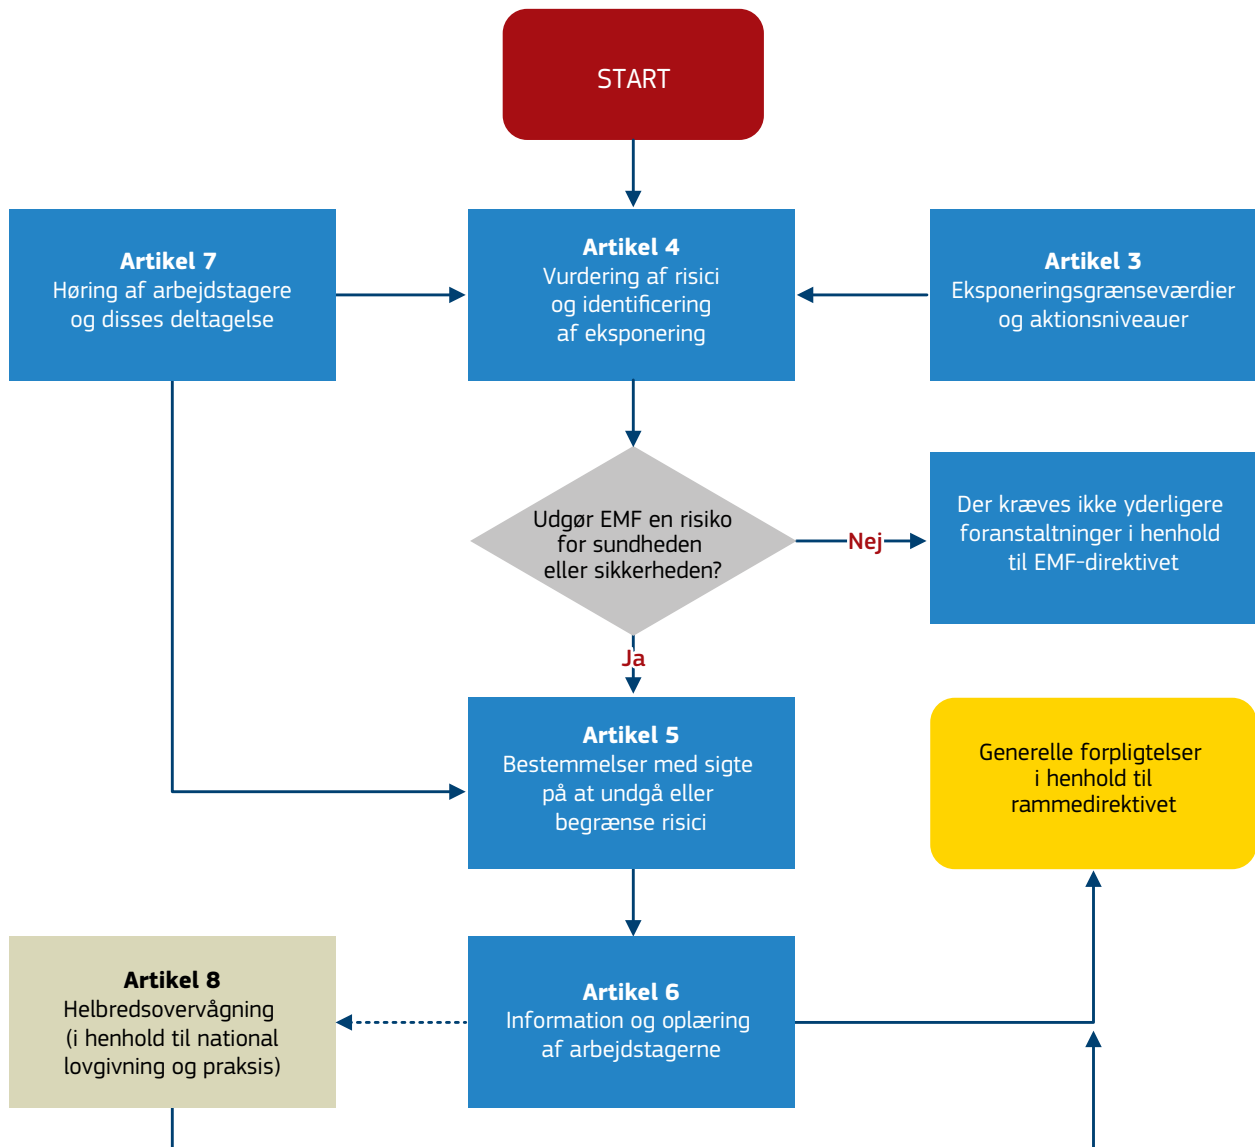 START
Artikel 7
Høring af arbejdstagere
og disses deltagelse
Artikel 4
Vurdering af risici
og identificering
af eksponering
Artikel 3
Eksponeringsgrænseværdier
og aktionsniveauer
Udgør EMF en risiko
for sundheden
eller sikkerheden?
Nej
Der kræves ikke yderligere
foranstaltninger i henhold
til EMF-direktivet
Ja
Artikel 5
Bestemmelser med sigte
på at undgå eller
begrænse risici
Generelle forpligtelser
i henhold til
rammedirektivet
Artikel 8
Helbredsovervågning
(i henhold til national
lovgivning og praksis)
Artikel 6
Information og oplæring
af arbejdstagerne